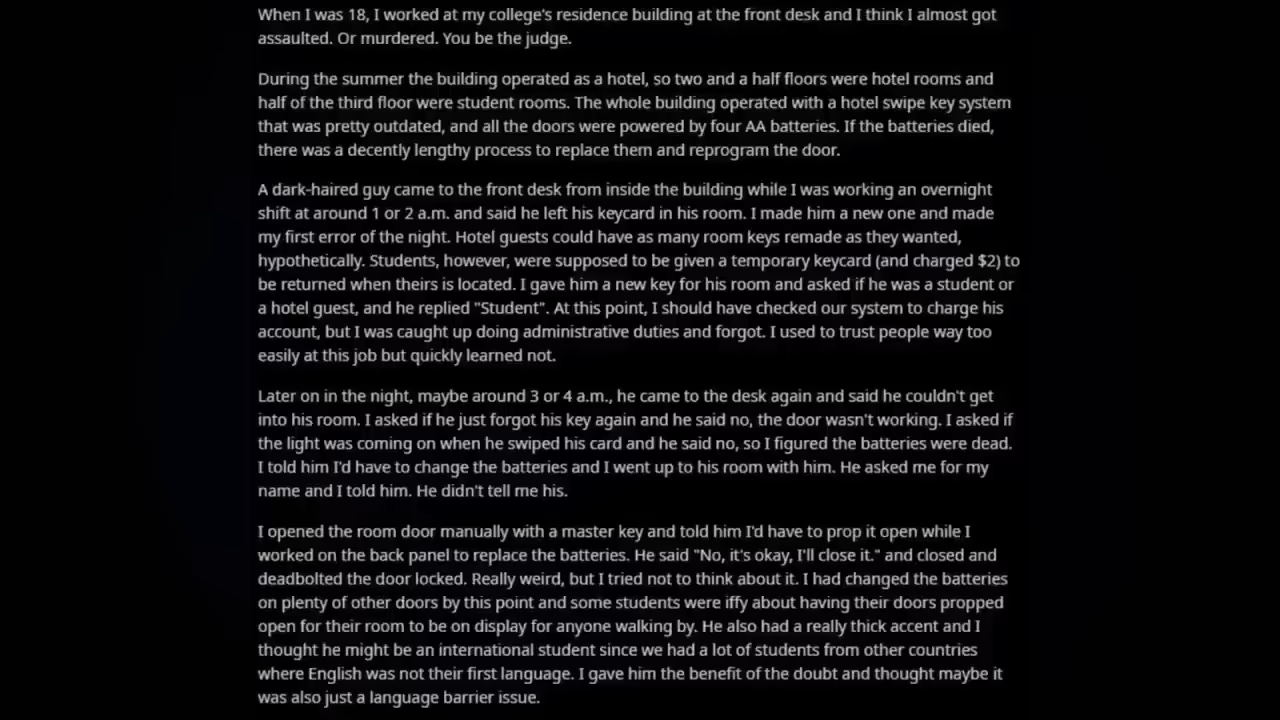 When I was 18, I worked at my college's residence building at the front desk and I think I almost got
assaulted. Or murdered. You be the judge.
During the summer the building operated as a hotel, so two and a half floors were hotel rooms and
half of the third floor were student rooms. The whole building operated with a hotel swipe key system
that was pretty outdated, and all the doors were powered by four AA batteries. If the batteries died,
there was a decently lengthy process to replace them and reprogram the door.
A dark-haired guy came to the front desk from inside the building while I was working an overnight
shift at around 1 or 2 a.m. and said he left his keycard in his room. I made him a new one and made
my first error of the night. Hotel guests could have as many room keys remade as they wanted,
hypothetically. Students, however, were supposed to be given a temporary keycard (and charged $2) to
be returned when theirs is located. I gave him a new key for his room and asked if he was a student or
a hotel guest, and he replied "Student". At this point, I should have checked our system to charge his
account, but I was caught up doing administrative duties and forgot. I used to trust people way too
easily at this job but quickly learned not.
Later on in the night, maybe around 3 or 4 a.m., he came to the desk again and said he couldn't get
into his room. I asked if he just forgot his key again and he said no, the door wasn't working. I asked if
the light was coming on when he swiped his card and he said no, so I figured the batteries were dead.
I told him I'd have to change the batteries and I went up to his room with him. He asked me for my
name and I told him. He didn't tell me his.
I opened the room door manually with a master key and told him I'd have to prop it open while I
worked on the back panel to replace the batteries. He said "No, it's okay, I'll close it." and closed and
deadbolted the door locked. Really weird, but I tried not to think about it. I had changed the batteries
on plenty of other doors by this point and some students were iffy about having their doors propped
open for their room to be on display for anyone walking by. He also had a really thick accent and I
thought he might be an international student since we had a lot of students from other countries
where English was not their first language. I gave him the benefit of the doubt and thought maybe it
was also just a language barrier issue.